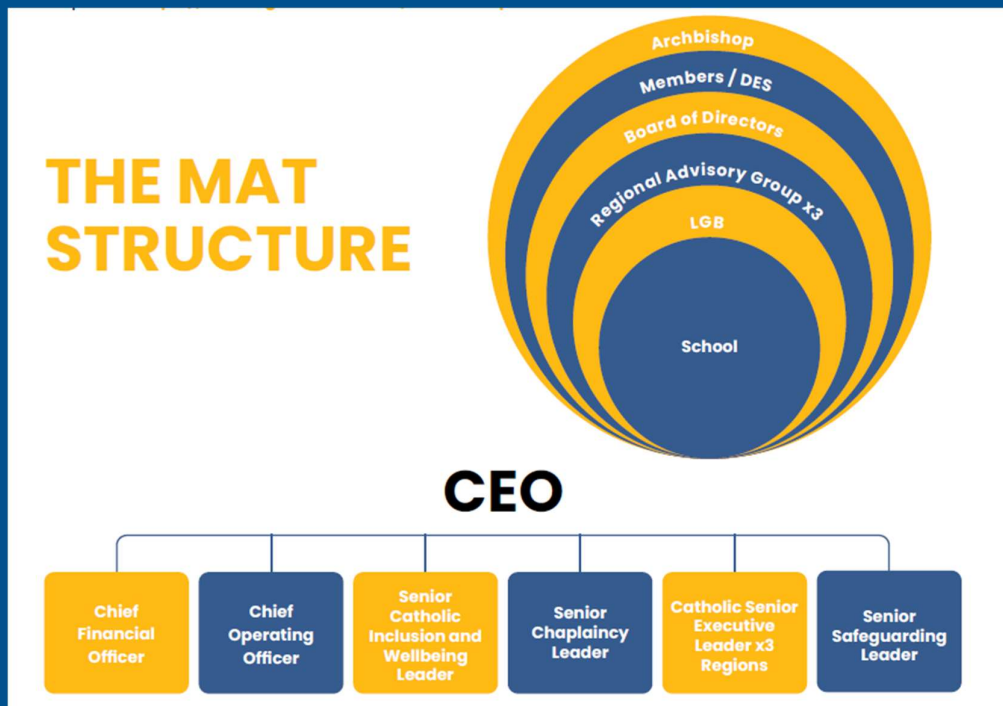 THE MAT
STRUCTURE
Archbishop
Members / DES
Board of Directors
Regional Advisory Group x3
LGB
School
CEO
Chief
Financial
Officer
Chief
Operating
Officer
Senior
Catholic
Inclusion and
Wellbeing
Leader
Senior
Chaplaincy
Leader
Catholic Senior
Executive
Leader x3
Regions
Senior
Safeguarding
Leader